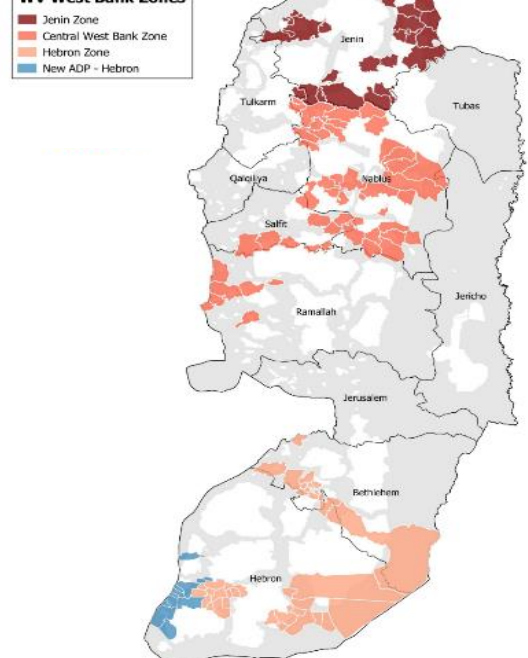 WV West Bank Zones
Jenin Zone
Central West Bank Zone
Hebron Zone
New ADP - Hebron
Jenin
Tulkarm
Tubas
Qalqiliya
Nablus
Salfit
Jericho
Ramallah
Jerusalem
Bethlehem
Hebron